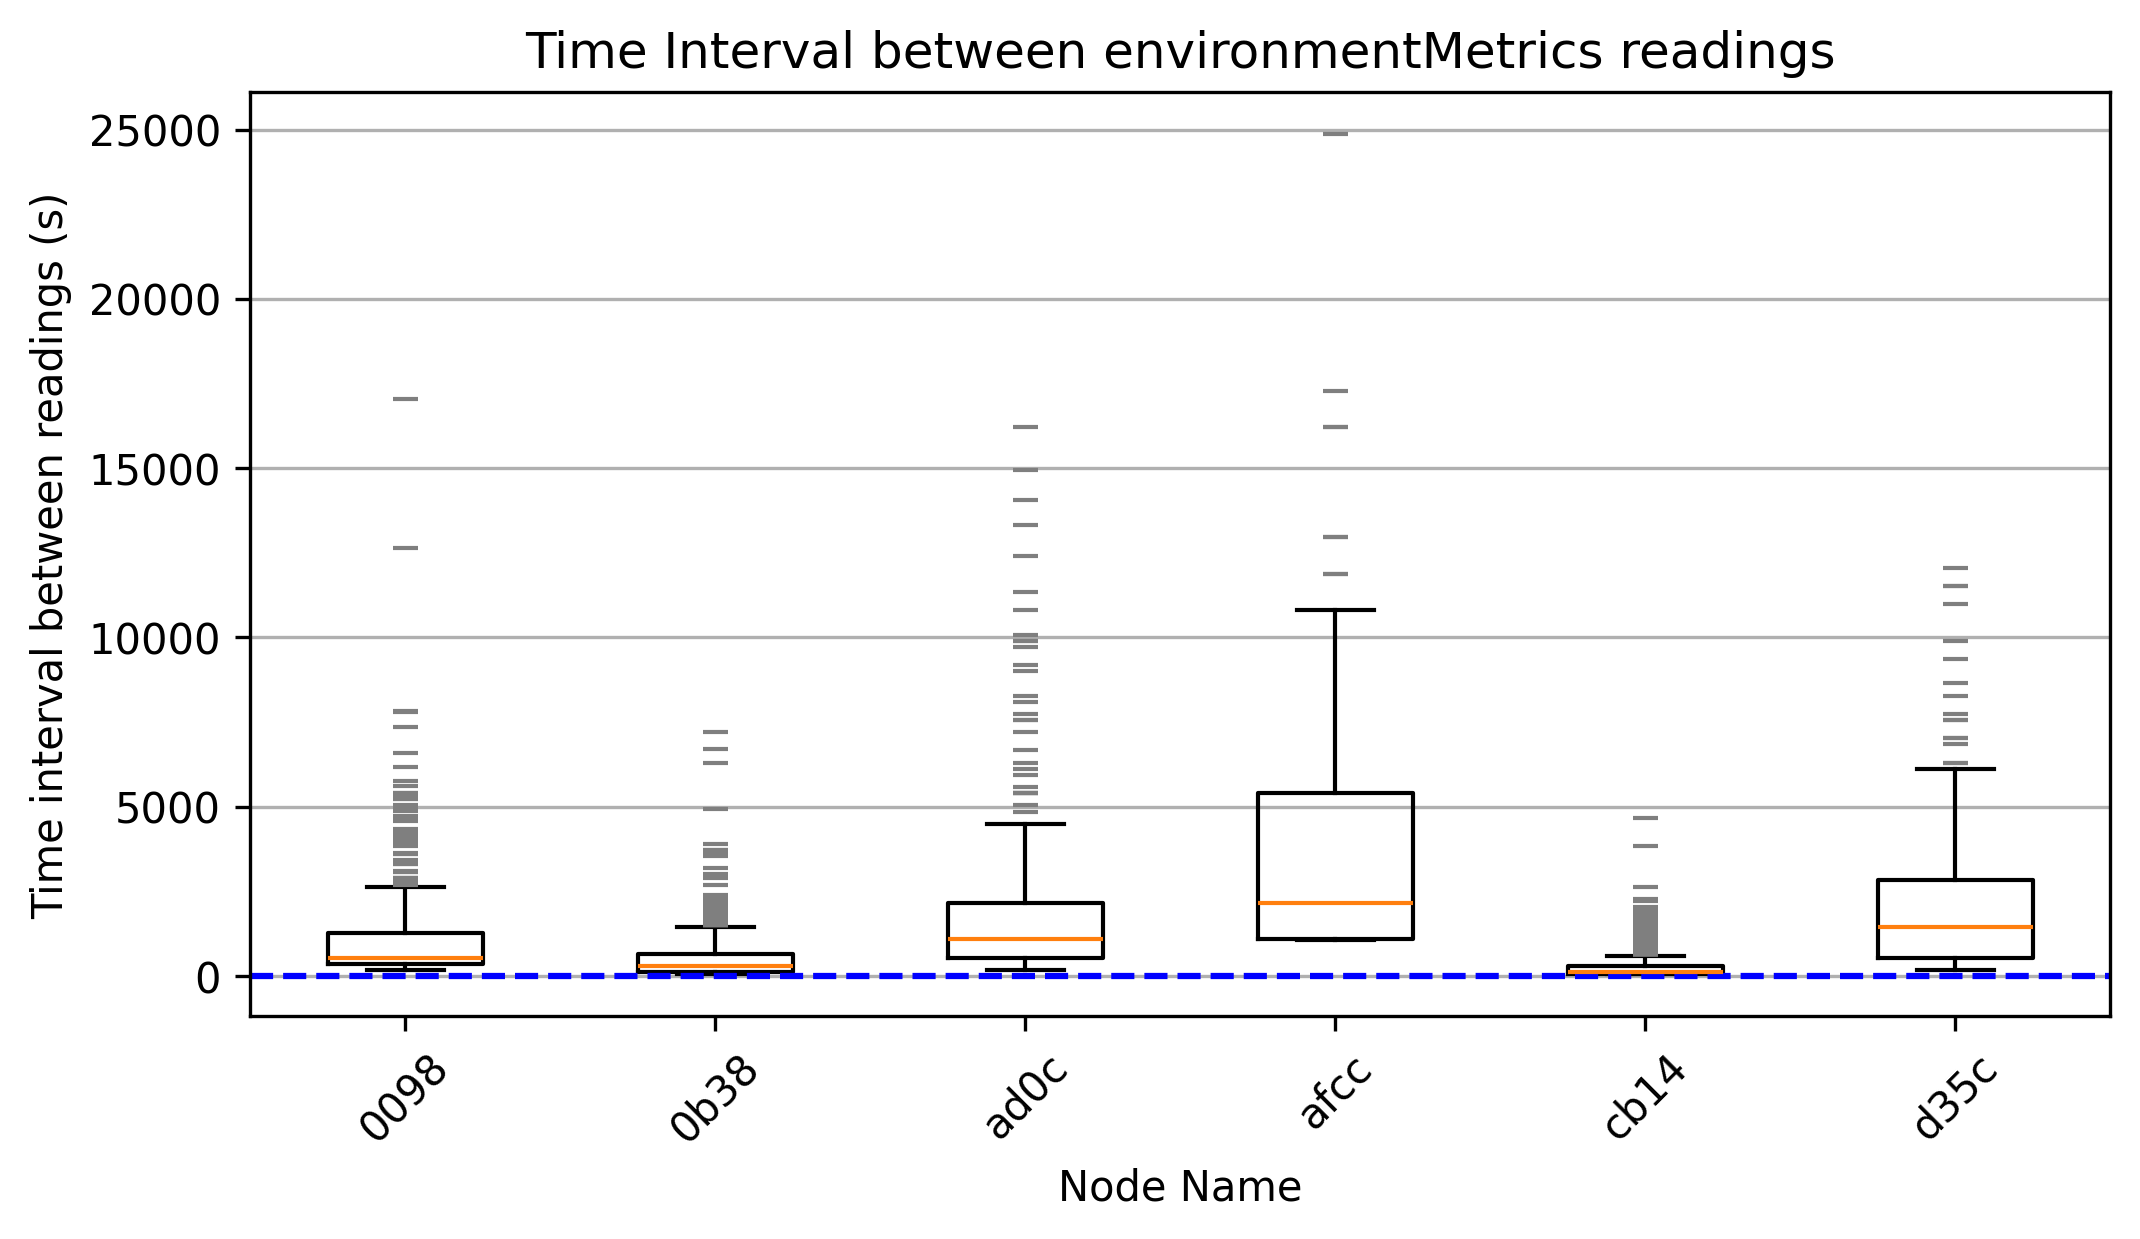 Time Interval between environmentMetrics readings
Time interval between readings (s)
25000
20000
15000
10000
5000
0
0098
0b38
ad0c
afcc
cb14
d35c
Node Name